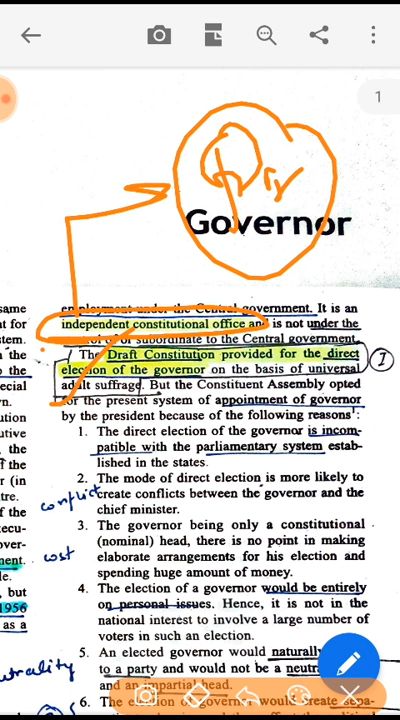 1
Governor
same
nt for
stem.
n the
o the
ecial
rn.
ution
utive
, the
f the
r (in
tre.
f the
xecu-
over-
ment.
le.
, but
1956
as a
employment under the Central government. It is an
independent constitutional office and is not under the
control of or subordinate to the Central government.
The Draft Constitution provided for the direct
election of the governor on the basis of universal
adult suffrage. But the Constituent Assembly opted
for the present system of appointment of governor
by the president because of the following reasons¹:
1. The direct election of the governor is incom-
patible with the parliamentary system estab-
lished in the states.
2. The mode of direct election is more likely to
create conflicts between the governor and the
chief minister.
3. The governor being only a constitutional
(nominal) head, there is no point in making
elaborate arrangements for his election and
spending huge amount of money.
4. The election of a governor would be entirely
on personal issues. Hence, it is not in the
national interest to involve a large number of
voters in such an election.
5. An elected governor would naturally
to a party and would not be a neutra
and an impartial head.
6. The election of governor would create sepa-
I
conflict
cost
utrality